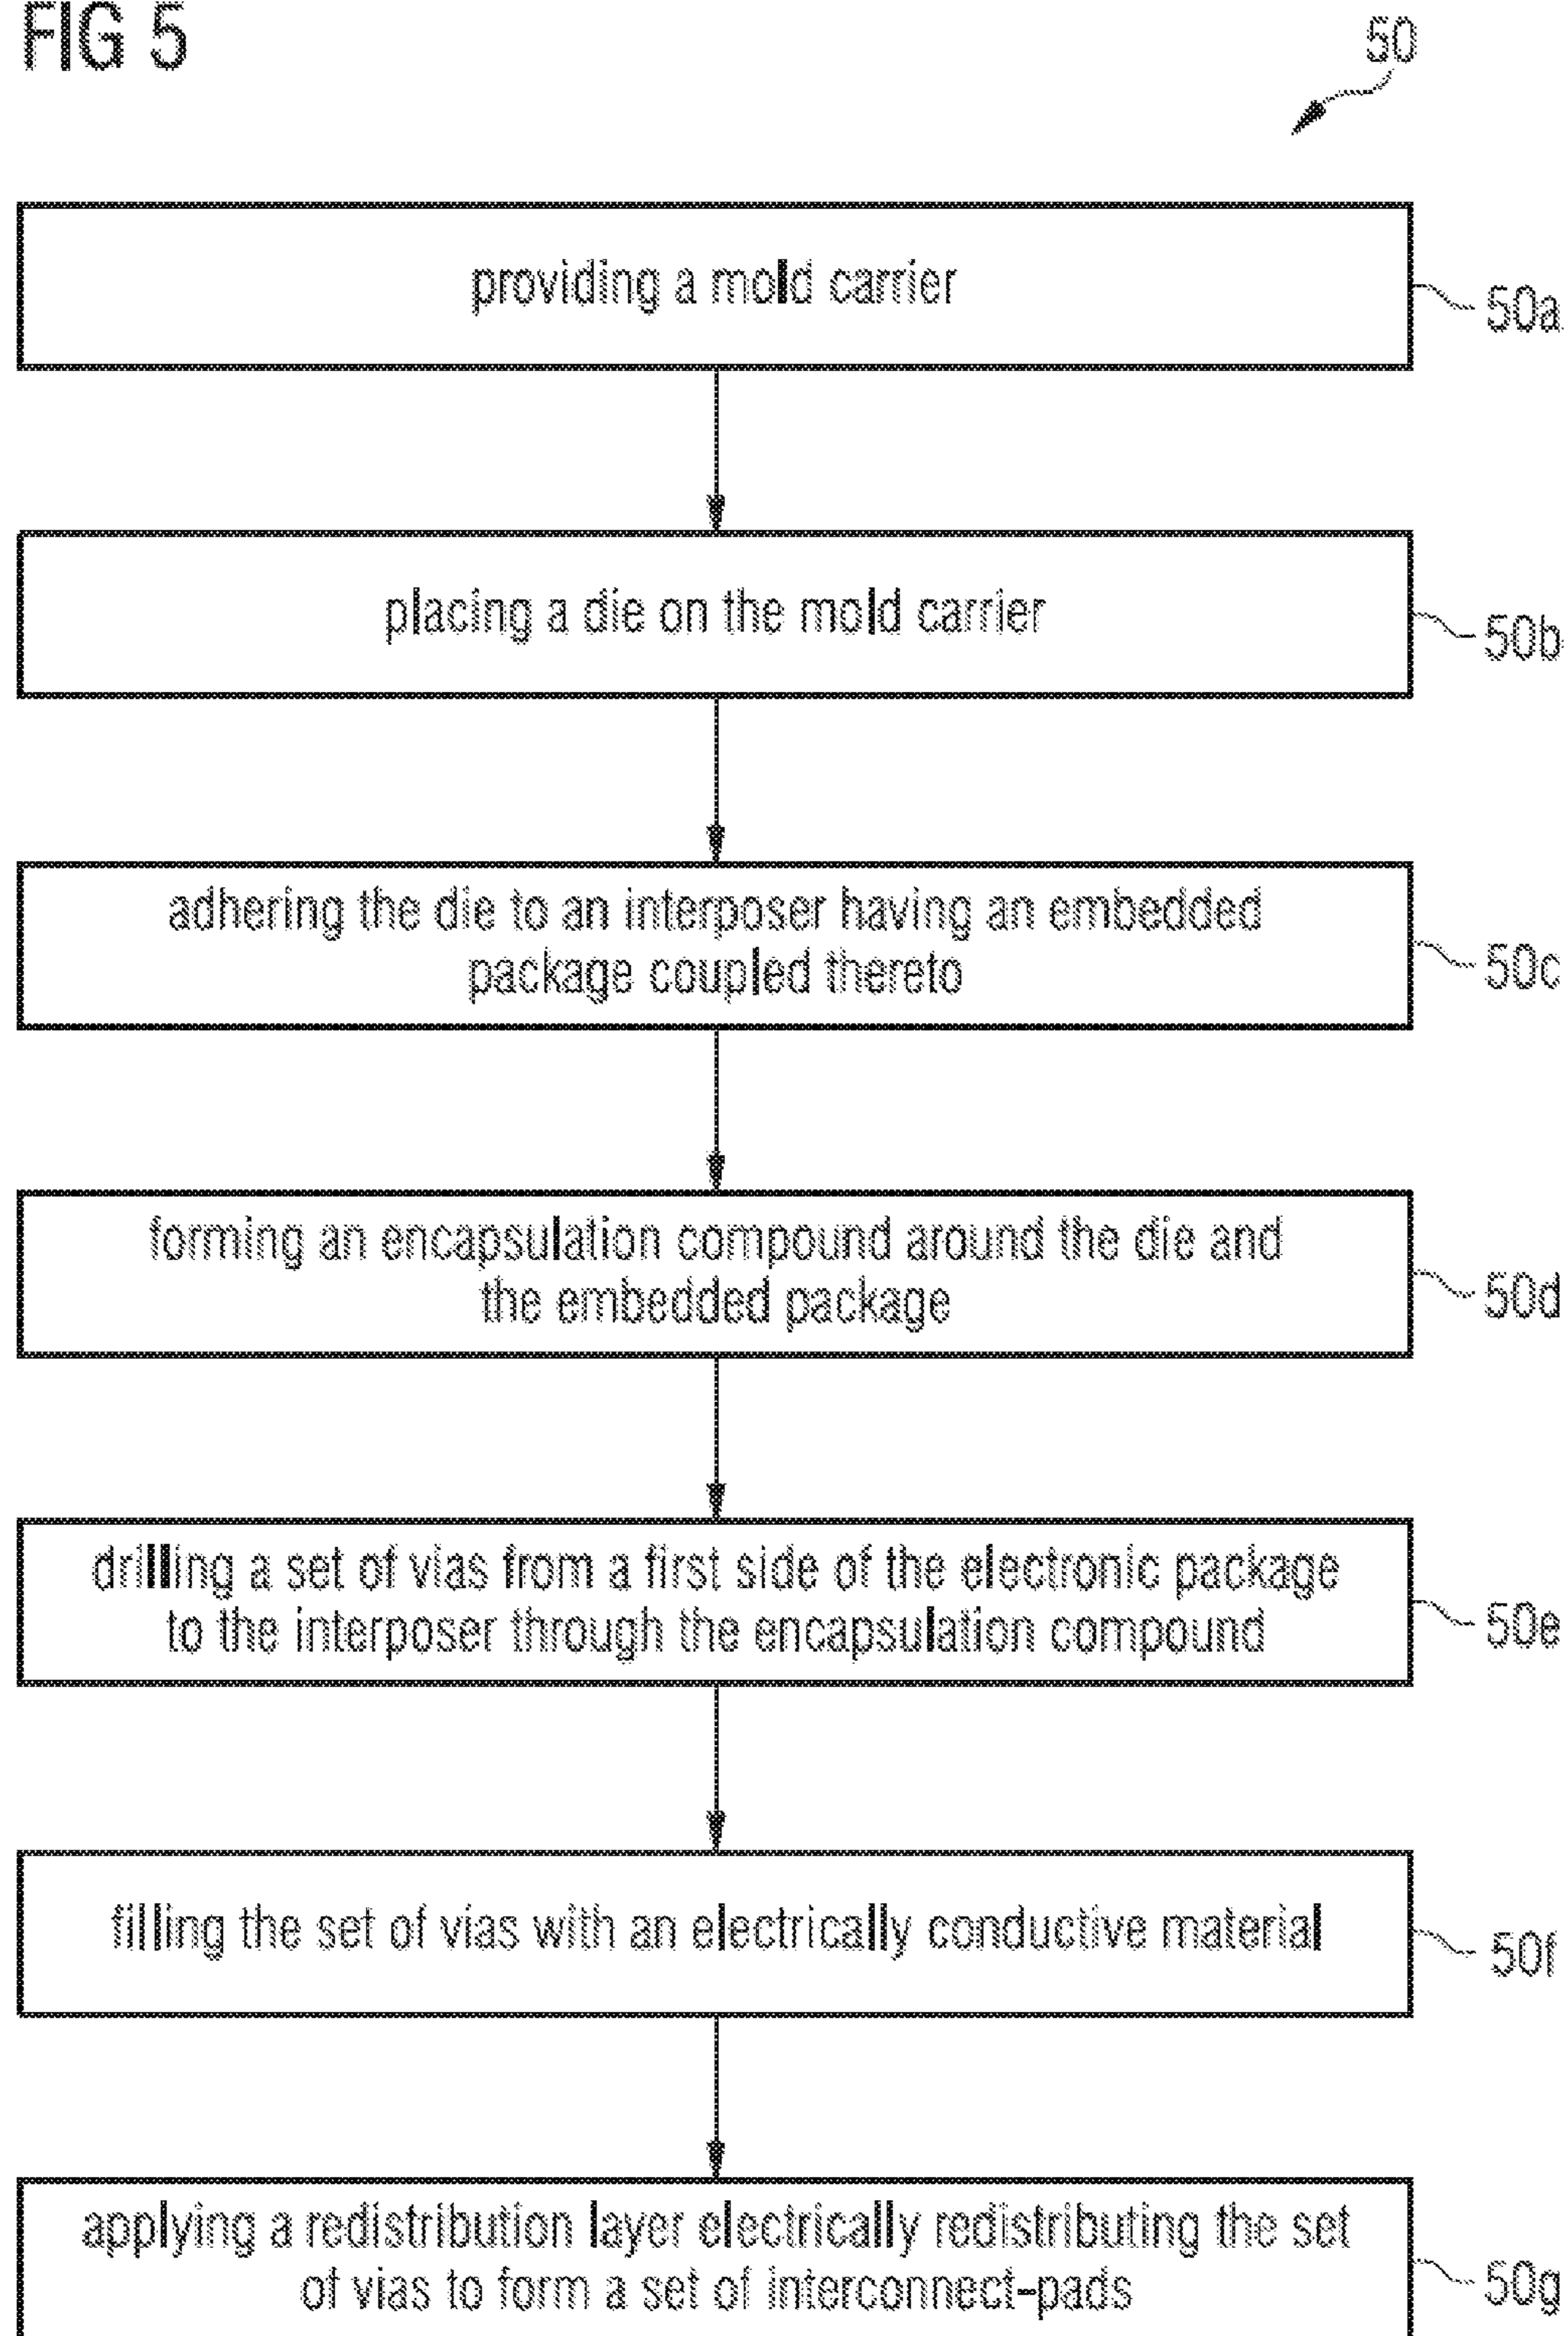 FIG 5
50
providing a mold carrier
50a
placing a die on the mold carrier
50b
adhering the die to an interposer having an embedded
package coupled thereto
50c
forming an encapsulation compound around the die and
the embedded package
50d
drilling a set of vias from a first side of the electronic package
to the interposer through the encapsulation compound
50e
filling the set of vias with an electrically conductive material
50f
applying a redistribution layer electrically redistributing the set
of vias to form a set of interconnect-pads
50g